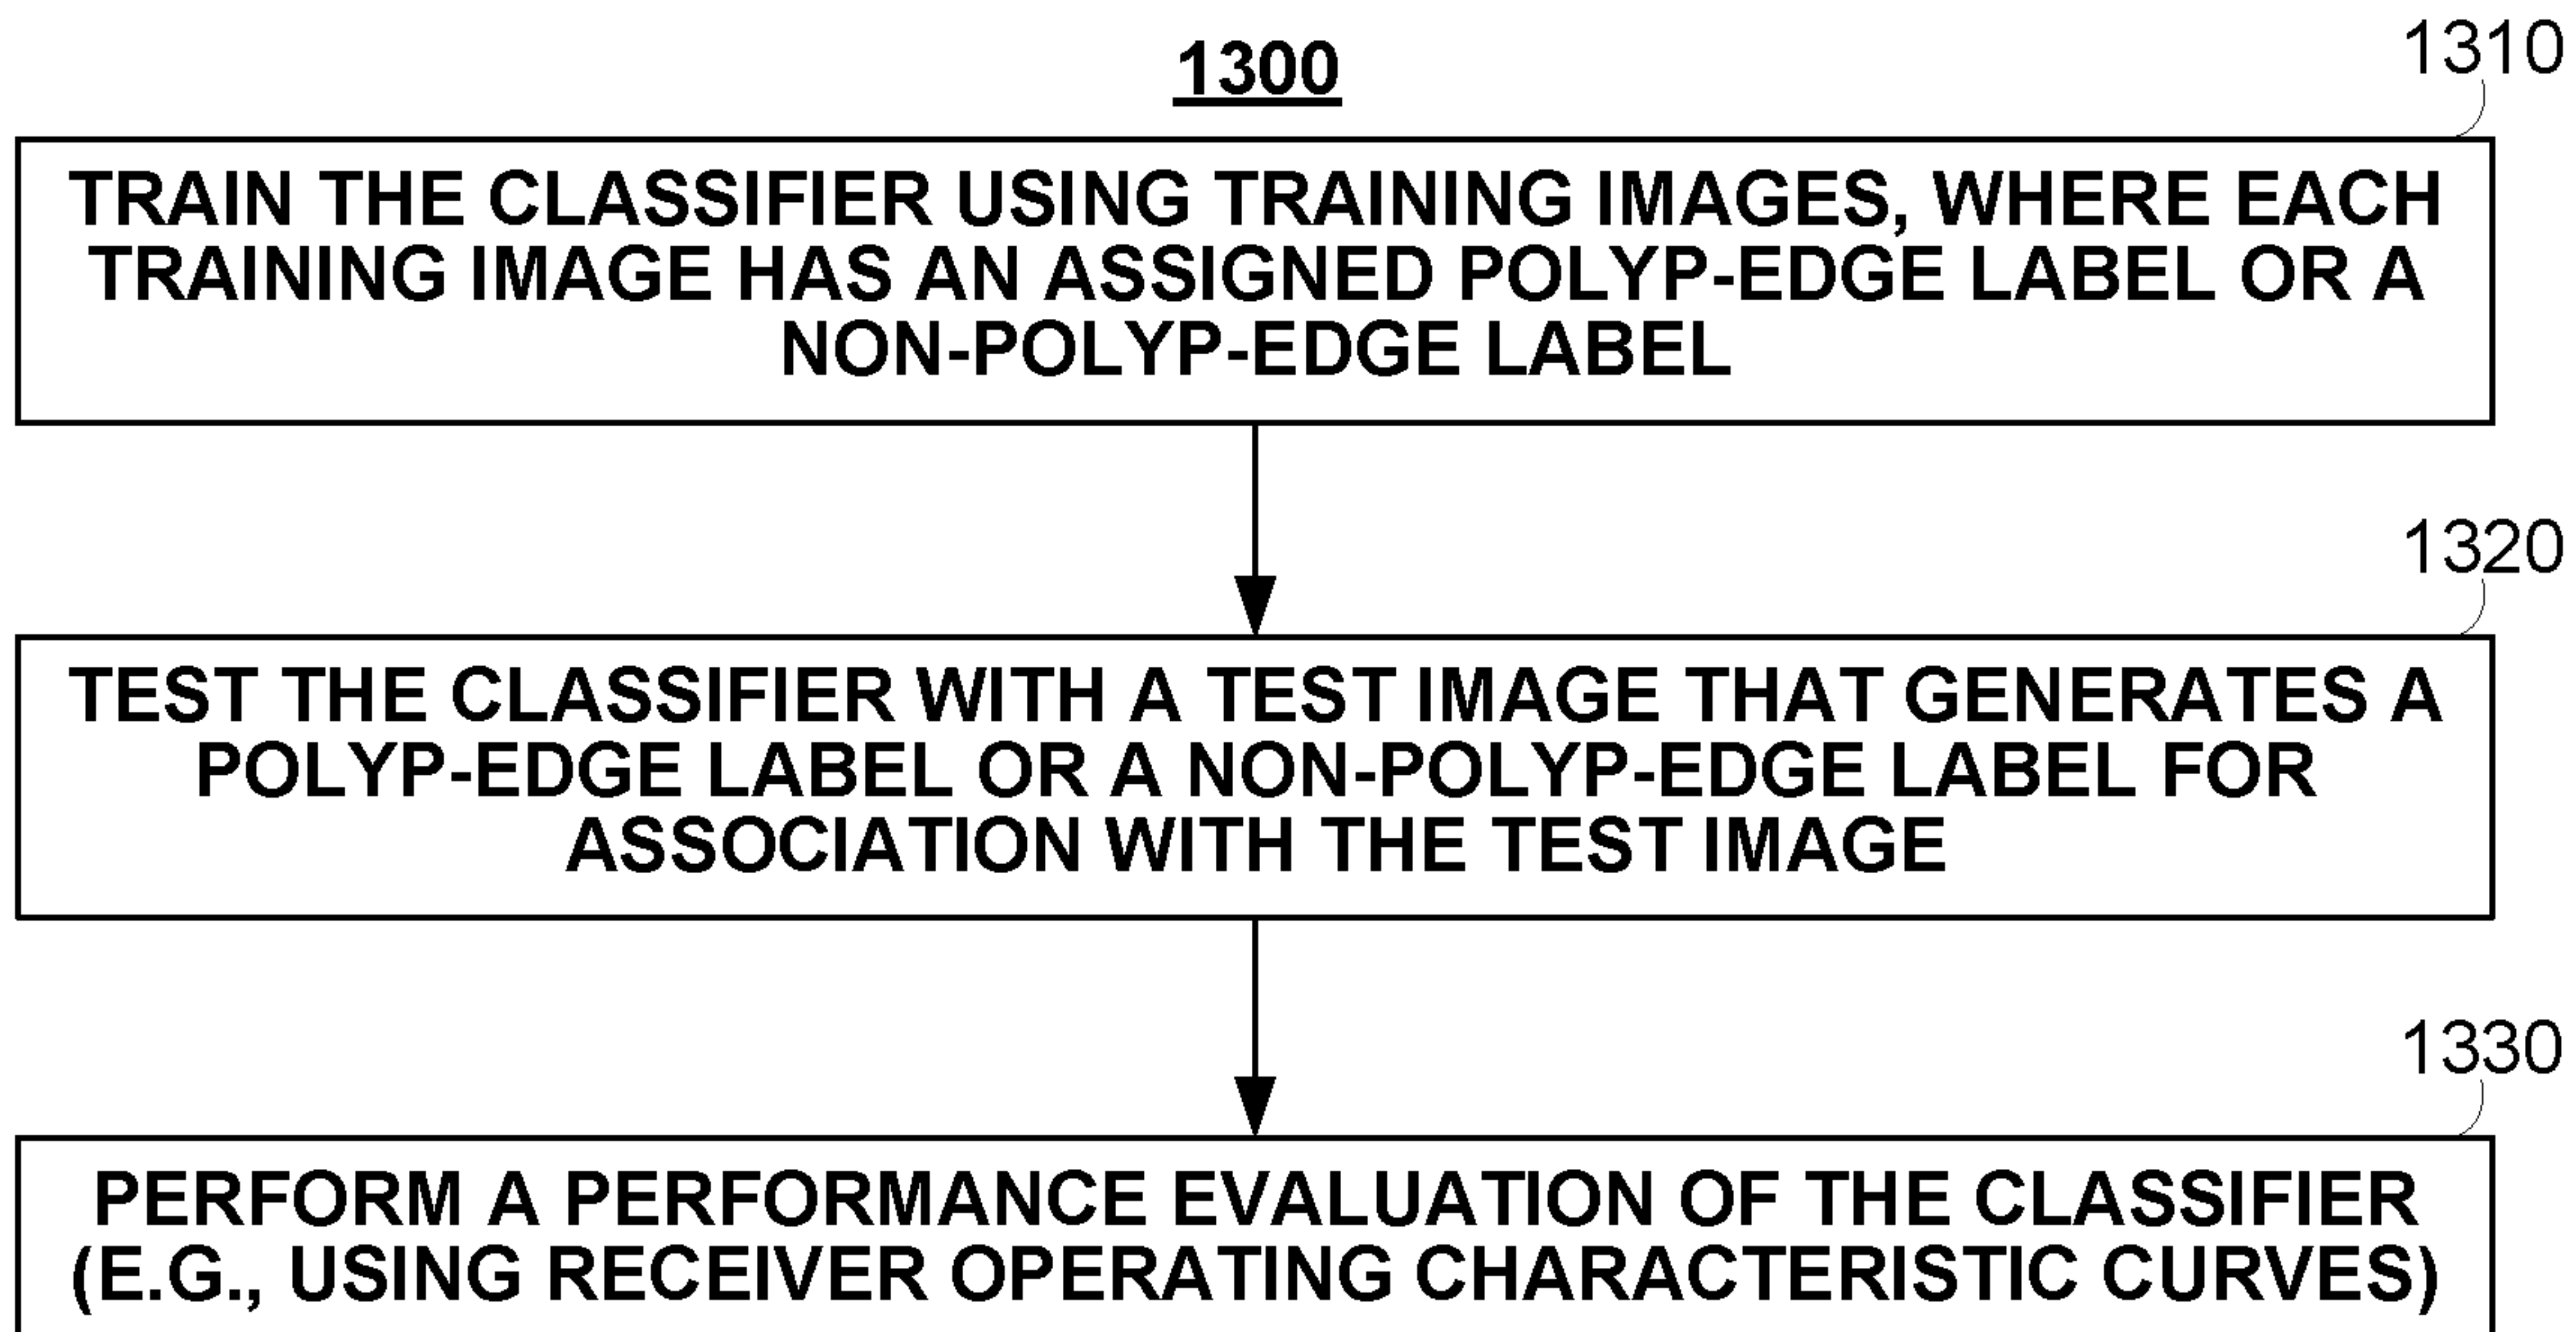 1300
1310
TRAIN THE CLASSIFIER USING TRAINING IMAGES, WHERE EACH
TRAINING IMAGE HAS AN ASSIGNED POLYP-EDGE LABEL OR A
NON-POLYP-EDGE LABEL
1320
TEST THE CLASSIFIER WITH A TEST IMAGE THAT GENERATES A
POLYP-EDGE LABEL OR A NON-POLYP-EDGE LABEL FOR
ASSOCIATION WITH THE TEST IMAGE
1330
PERFORM A PERFORMANCE EVALUATION OF THE CLASSIFIER
(E.G., USING RECEIVER OPERATING CHARACTERISTIC CURVES)